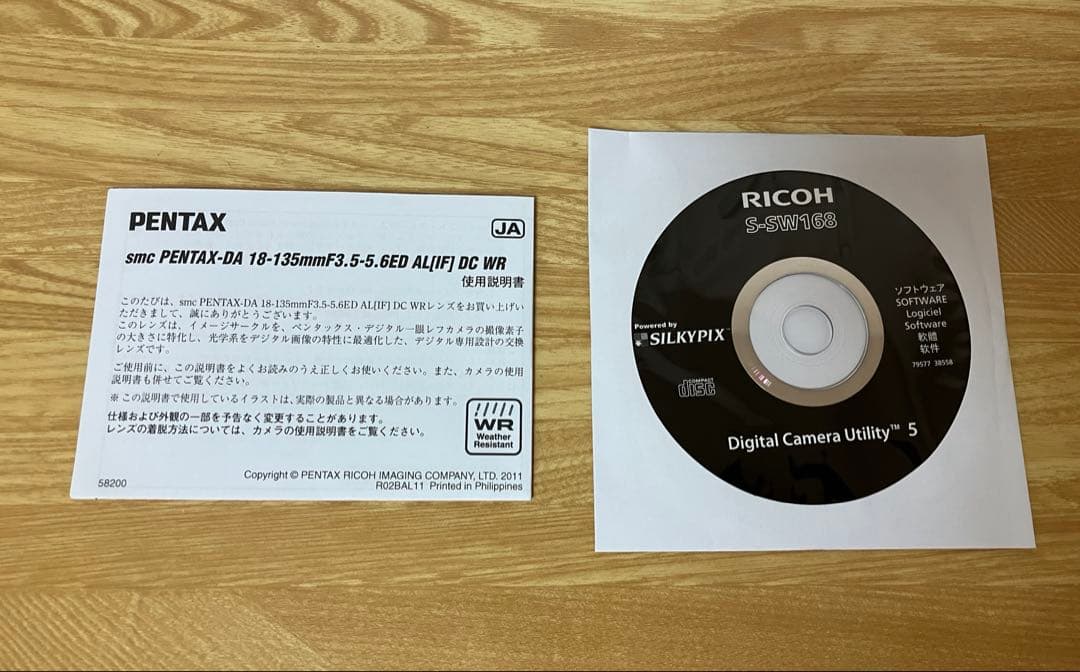 PENTAX
JA
smc PENTAX-DA 18-135mmF3.5-5.6ED AL[IF] DC WR
使用説明書
このたびは、smc PENTAX-DA 18-135mmF3.5-5.6ED AL[IF] DC WRレンズをお買い上げい
ただきまして、誠にありがとうございます。
このレンズは、イメージサークルを、ペンタックス・デジタル一眼レフカメラの撮像素子
の大きさに特化し、光学系をデジタル画像の特性に最適化した、デジタル専用設計の交換
レンズです。
ご使用前に、この説明書をよくお読みのうえ正しくお使いください。また、カメラの使用
説明書も併せてご覧ください。
※ この説明書で使用しているイラストは、実際の製品と異なる場合があります。
仕様および外観の一部を予告なく変更することがあります。
レンズの着脱方法については、カメラの使用説明書をご覧ください。
WR
Weather
Resistant
58200
Copyright © PENTAX RICOH IMAGING COMPANY, LTD. 2011
R02BAL11 Printed in Philippines
RICOH
S-SW168
Powered by
SILKYPIX™
COMPACT
disc
ソフトウェア
SOFTWARE
Logiciel
Software
軟體
软件
79577 38558
Digital Camera Utility™ 5